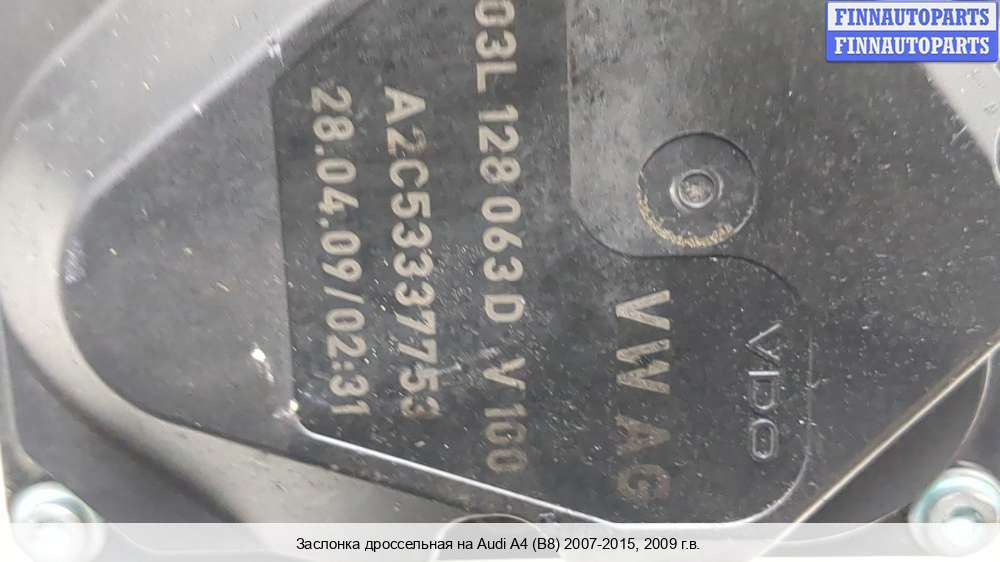 FINNAUTOPARTS
FINNAUTOPARTS
VDO
VW AG
03L 128 063 D V 100
A2C53337753
28.04.09/02:31
Заслонка дроссельная на Audi A4 (B8) 2007-2015, 2009 г.в.